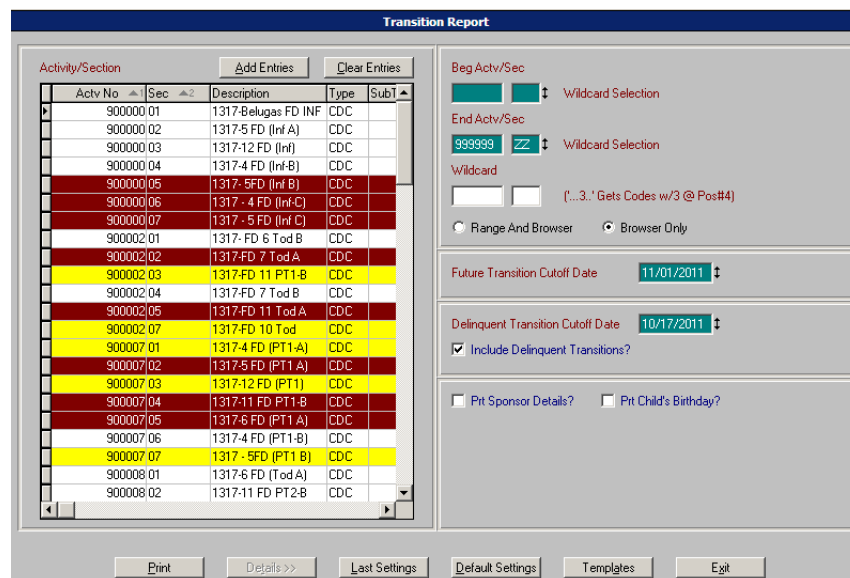 Transition Report
Activity/Section
Add Entries
Clear Entries
Actv No 1 Sec 2 Description Type SubT
900000 01 1317-Belugas FD INF CDC
900000 02 1317-5 FD (Inf A) CDC
900000 03 1317-12 FD (Inf) CDC
900000 04 1317-4 FD (Inf-B) CDC
900000 05 1317- 5FD (Inf B) CDC
900000 06 1317 - 4 FD (Inf-C) CDC
900000 07 1317 - 5 FD (Inf C) CDC
900002 01 1317- FD 6 Tod B CDC
900002 02 1317-FD 7 Tod A CDC
900002 03 1317-FD 11 PT1-B CDC
900002 04 1317-FD 7 Tod B CDC
900002 05 1317-FD 11 Tod A CDC
900002 07 1317-FD 10 Tod CDC
900007 01 1317-4 FD (PT1-A) CDC
900007 02 1317-5 FD (PT1 A) CDC
900007 03 1317-12 FD (PT1) CDC
900007 04 1317-11 FD PT1-B CDC
900007 05 1317-6 FD (PT1 A) CDC
900007 06 1317-4 FD (PT1-B) CDC
900007 07 1317 - 5FD (PT1 B) CDC
900008 01 1317-6 FD (Tod A) CDC
900008 02 1317-11 FD PT2-B CDC
Beg Actv/Sec
Wildcard Selection
End Actv/Sec
999999 ZZ Wildcard Selection
Wildcard
('...3..' Gets Codes w/3 @ Pos#4)
Range And Browser Browser Only
Future Transition Cutoff Date 11/01/2011
Delinquent Transition Cutoff Date 10/17/2011
Include Delinquent Transitions?
Prt Sponsor Details? Prt Child's Birthday?
Print
Details >>
Last Settings
Default Settings
Templates
Exit